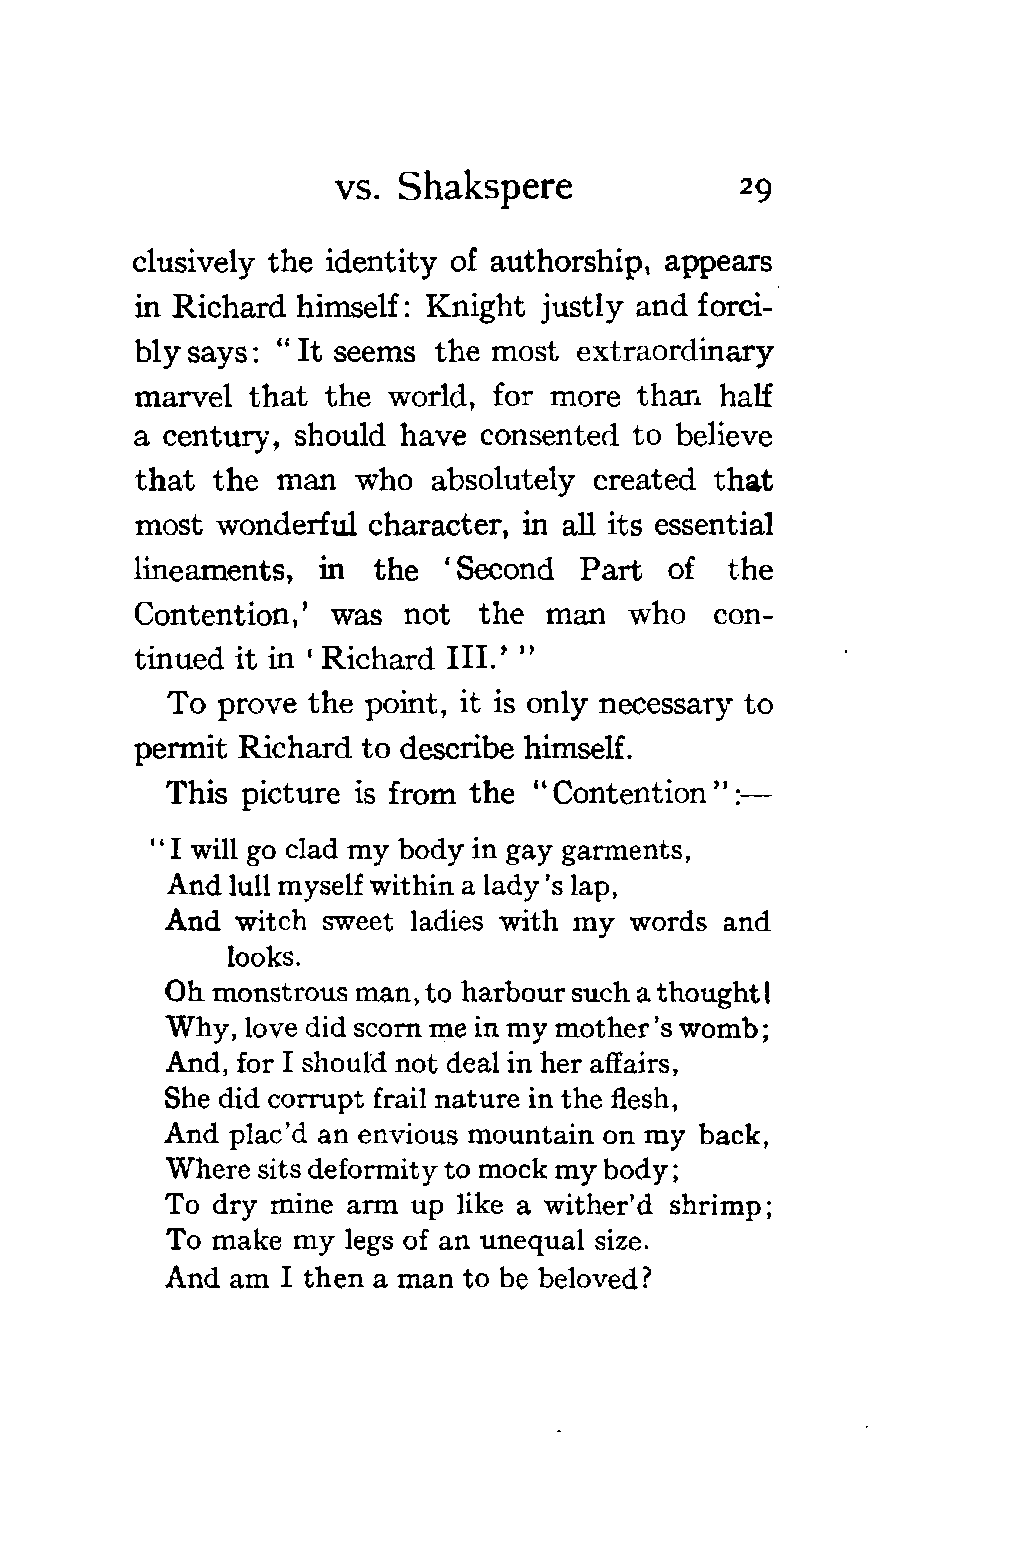 vs. Shakspere 29
clusively the identity of authorship, appears
in Richard himself: Knight justly and forci-
bly says: "It seems the most extraordinary
marvel that the world, for more than half
a century, should have consented to believe
that the man who absolutely created that
most wonderful character, in all its essential
lineaments, in the 'Second Part of the
Contention,' was not the man who con-
tinued it in 'Richard III.'"
To prove the point, it is only necessary to
permit Richard to describe himself.
This picture is from the "Contention":—
"I will go clad my body in gay garments,
And lull myself within a lady's lap,
And witch sweet ladies with my words and
looks.
Oh monstrous man, to harbour such a thought!
Why, love did scorn me in my mother's womb;
And, for I should not deal in her affairs,
She did corrupt frail nature in the flesh,
And plac'd an envious mountain on my back,
Where sits deformity to mock my body;
To dry mine arm up like a wither'd shrimp;
To make my legs of an unequal size.
And am I then a man to be beloved?